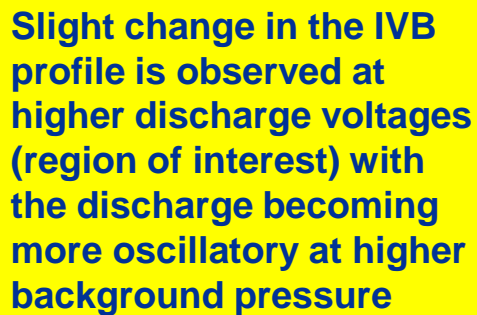 Slight change in the IVB
profile is observed at
higher discharge voltages
(region of interest) with
the discharge becoming
more oscillatory at higher
background pressure